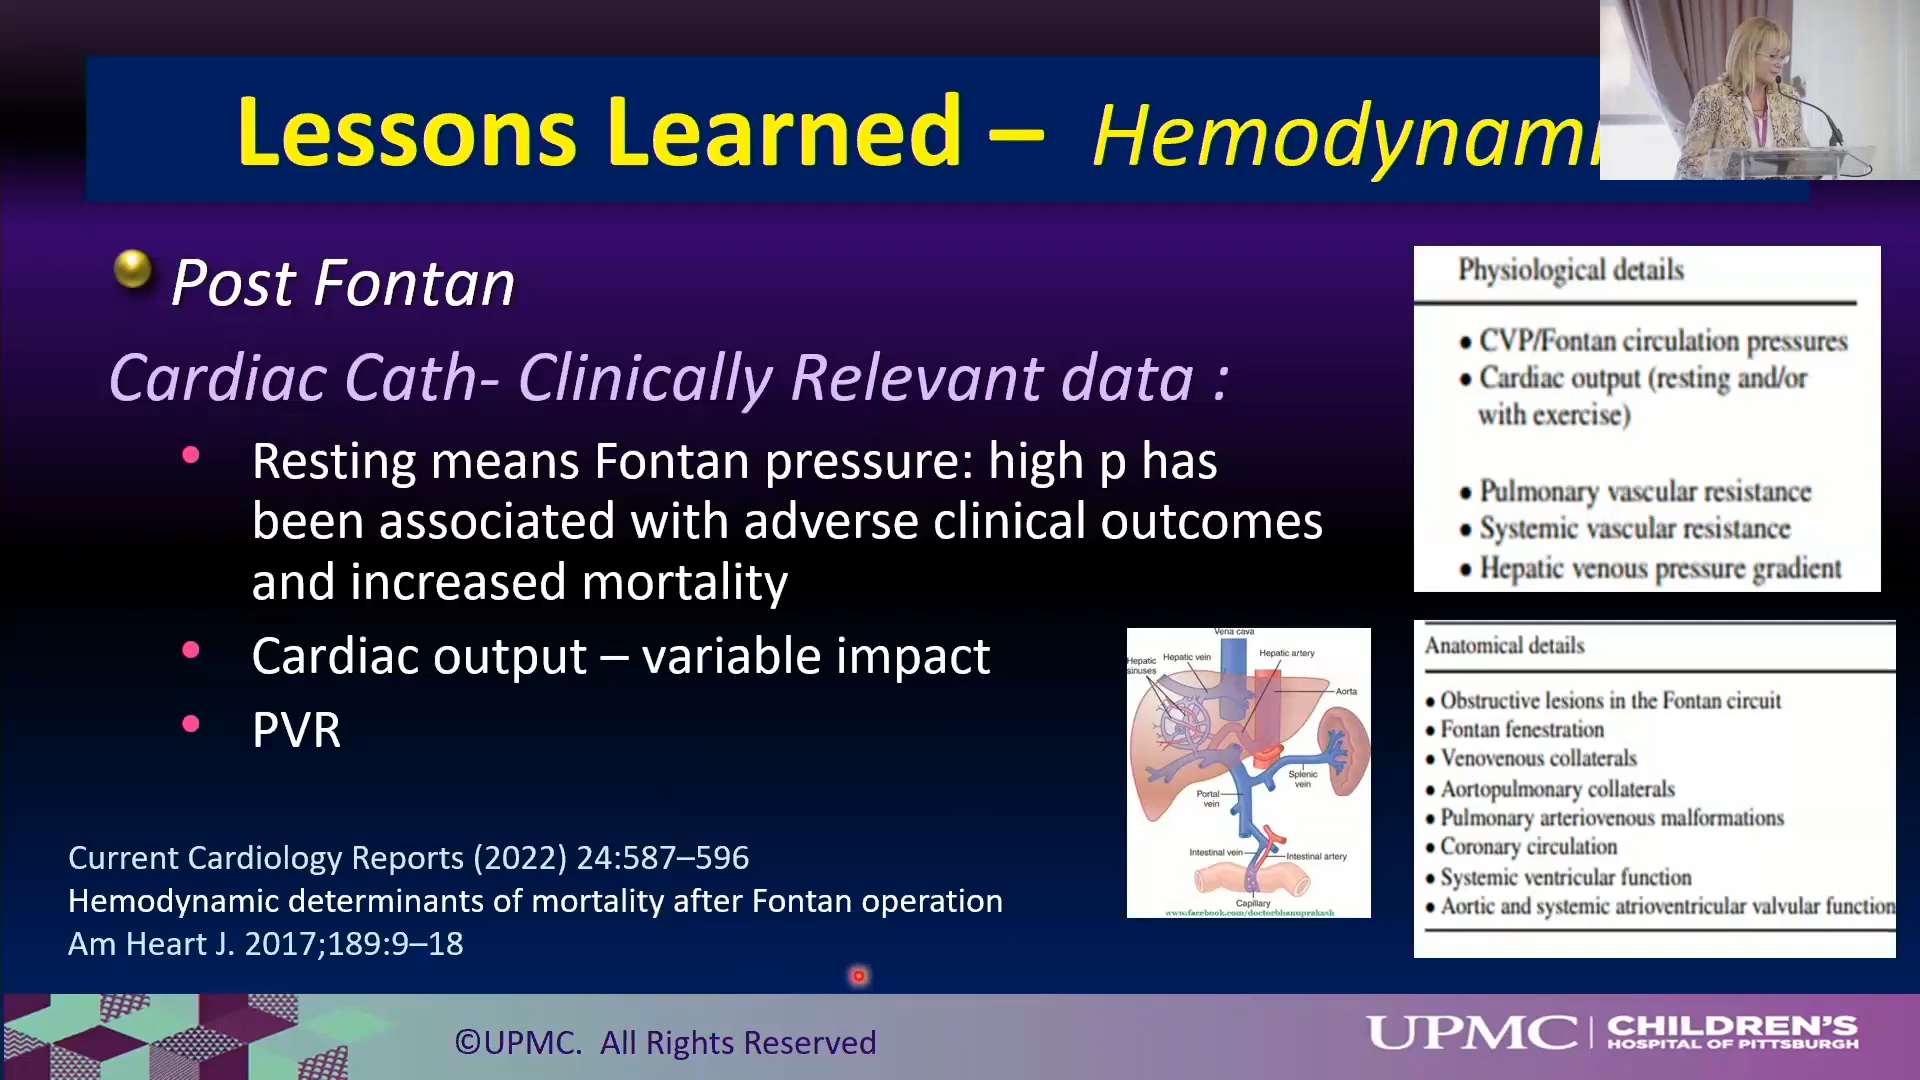 Lessons Learned – Hemodynami
Post Fontan
Cardiac Cath- Clinically Relevant data :
• Resting means Fontan pressure: high p has
been associated with adverse clinical outcomes
and increased mortality
• Cardiac output – variable impact
• PVR
Current Cardiology Reports (2022) 24:587–596
Hemodynamic determinants of mortality after Fontan operation
Am Heart J. 2017;189:9–18
Physiological details
• CVP/Fontan circulation pressures
• Cardiac output (resting and/or
with exercise)
• Pulmonary vascular resistance
• Systemic vascular resistance
• Hepatic venous pressure gradient
Vena cava
Hepatic
sinuses
Hepatic vein
Hepatic artery
Aorta
Splenic
vein
Portal
vein
Intestinal vein
Intestinal artery
Capillary
www.facebook.com/doctorbhanuprakash
Anatomical details
• Obstructive lesions in the Fontan circuit
• Fontan fenestration
• Venovenous collaterals
• Aortopulmonary collaterals
• Pulmonary arteriovenous malformations
• Coronary circulation
• Systemic ventricular function
• Aortic and systemic atrioventricular valvular function
©UPMC. All Rights Reserved
UPMC | CHILDREN'S
HOSPITAL OF PITTSBURGH